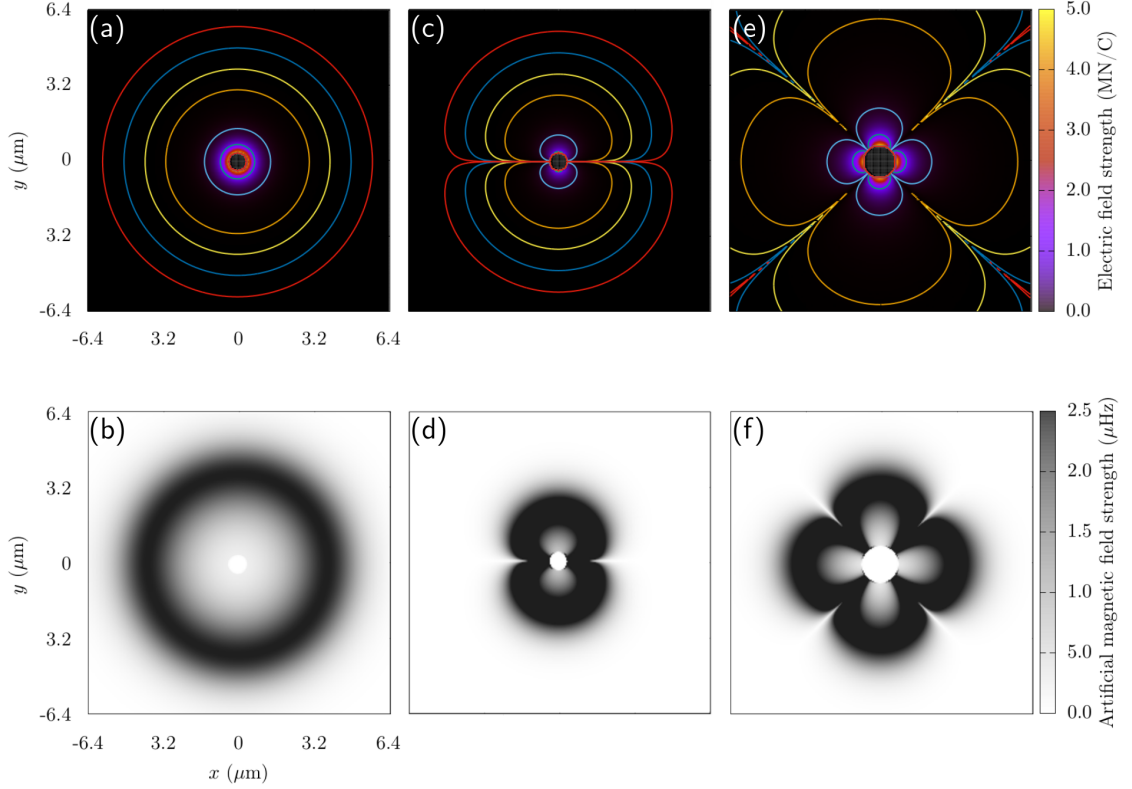 (a)
(c)
(e)
6.4
3.2
0
3.2
-6.4
y (μm)
-6.4 3.2 0 3.2 6.4
5.0
4.0
3.0
2.0
1.0
0.0
Electric field strength (MN/C)
(b)
(d)
(f)
6.4
3.2
0
3.2
-6.4
y (μm)
-6.4 3.2 0 3.2 6.4
x (μm)
2.5
2.0
1.5
1.0
5.0
0.0
Artificial magnetic field strength (μHz)